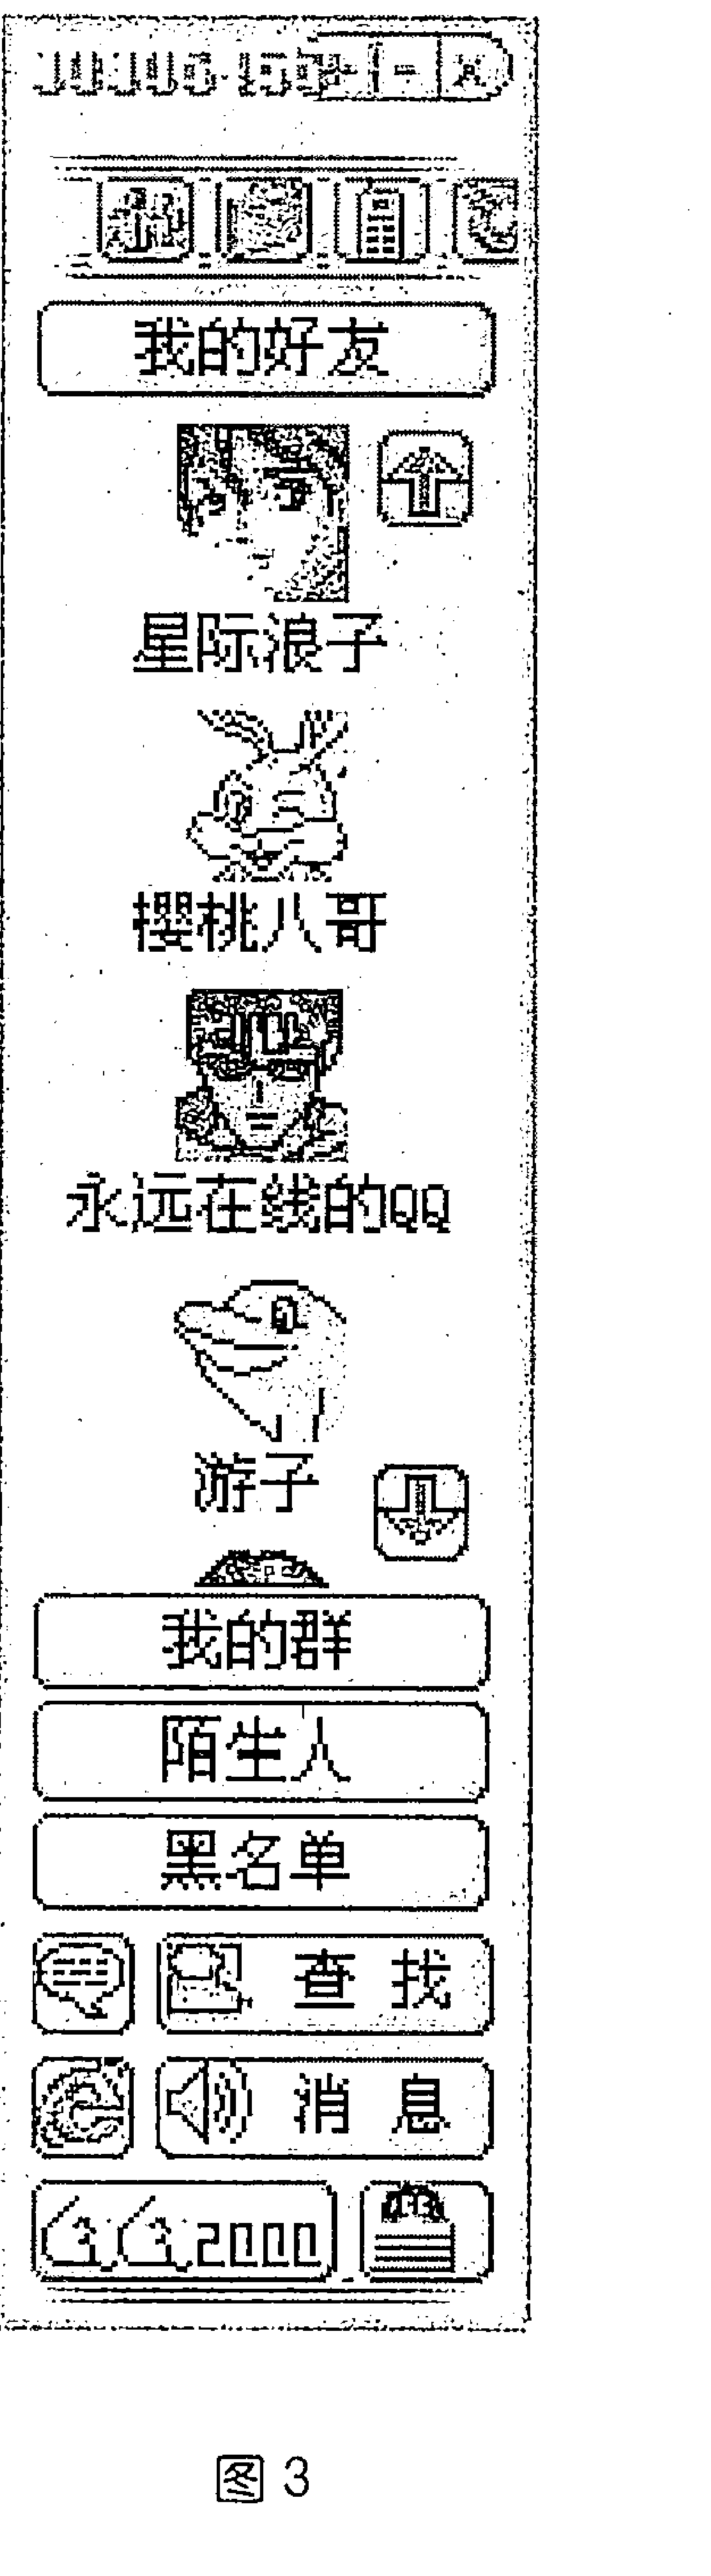 我的好友
星际浪子
樱桃八哥
永远在线的QQ
游子
我的群
陌生人
黑名单
查 找
消 息
2000
图 3